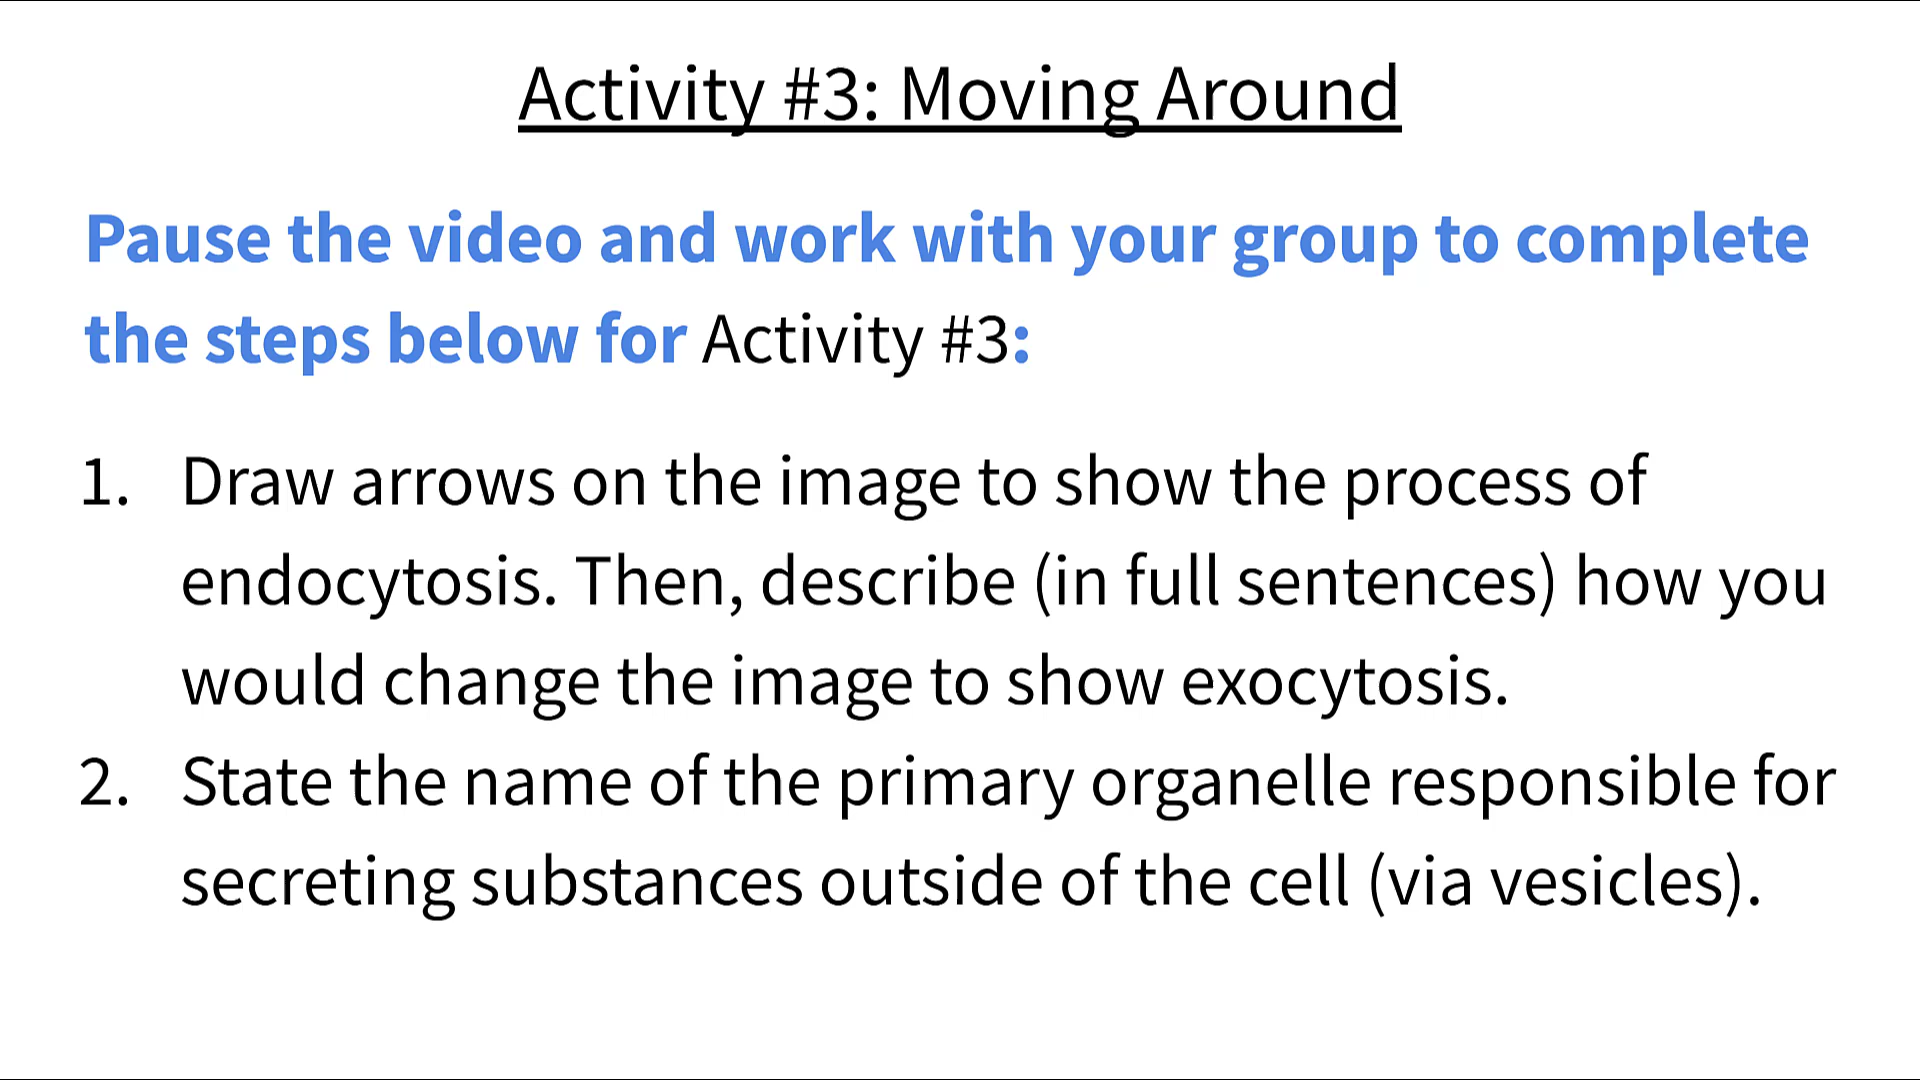 Activity #3: Moving Around
Pause the video and work with your group to complete
the steps below for Activity #3:
1. Draw arrows on the image to show the process of
endocytosis. Then, describe (in full sentences) how you
would change the image to show exocytosis.
2. State the name of the primary organelle responsible for
secreting substances outside of the cell (via vesicles).